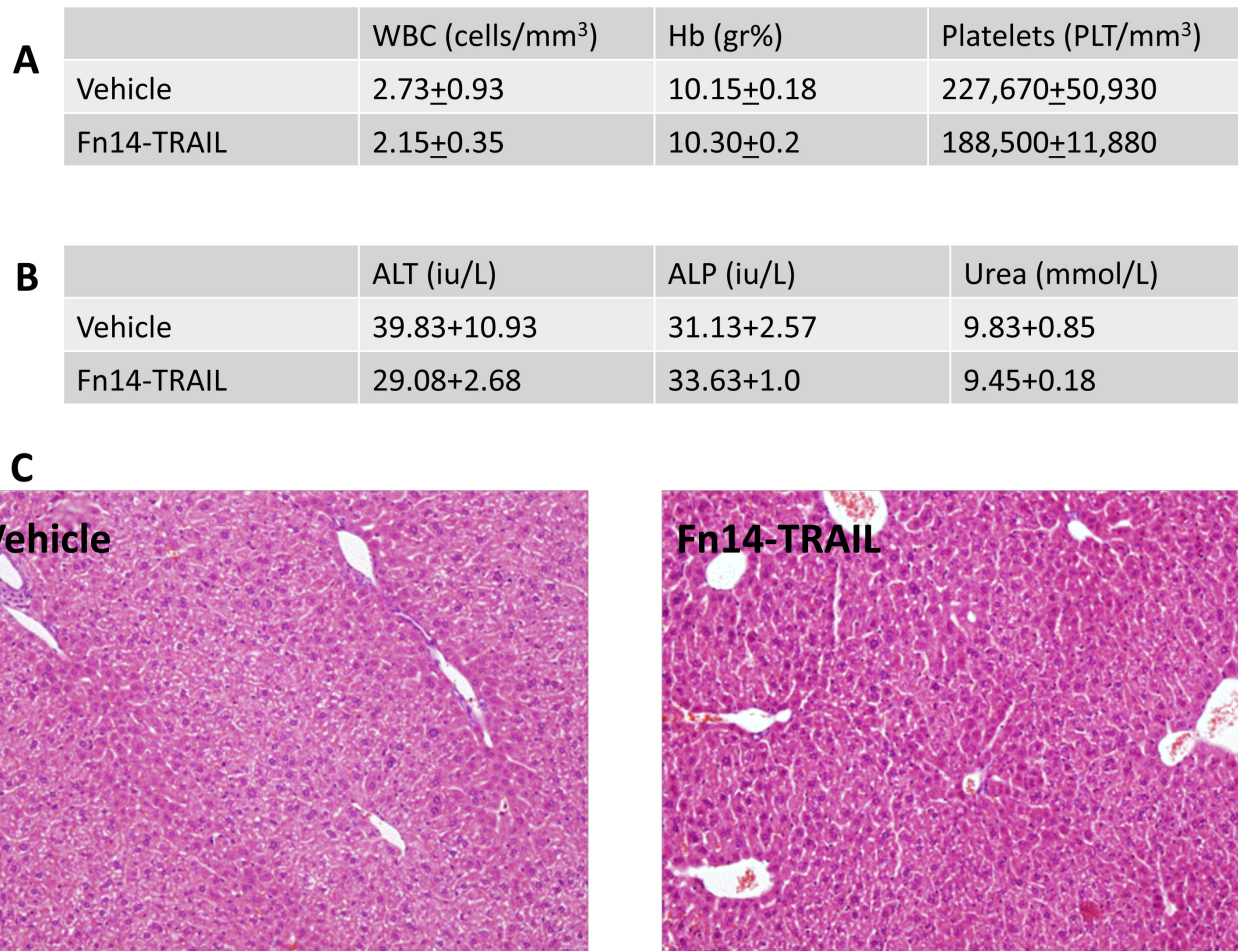 A
WBC (cells/mm³) Hb (gr%) Platelets (PLT/mm³)
Vehicle 2.73±0.93 10.15±0.18 227,670±50,930
Fn14-TRAIL 2.15±0.35 10.30±0.2 188,500±11,880
B
ALT (iu/L) ALP (iu/L) Urea (mmol/L)
Vehicle 39.83+10.93 31.13+2.57 9.83+0.85
Fn14-TRAIL 29.08+2.68 33.63+1.0 9.45+0.18
C
Vehicle Fn14-TRAIL